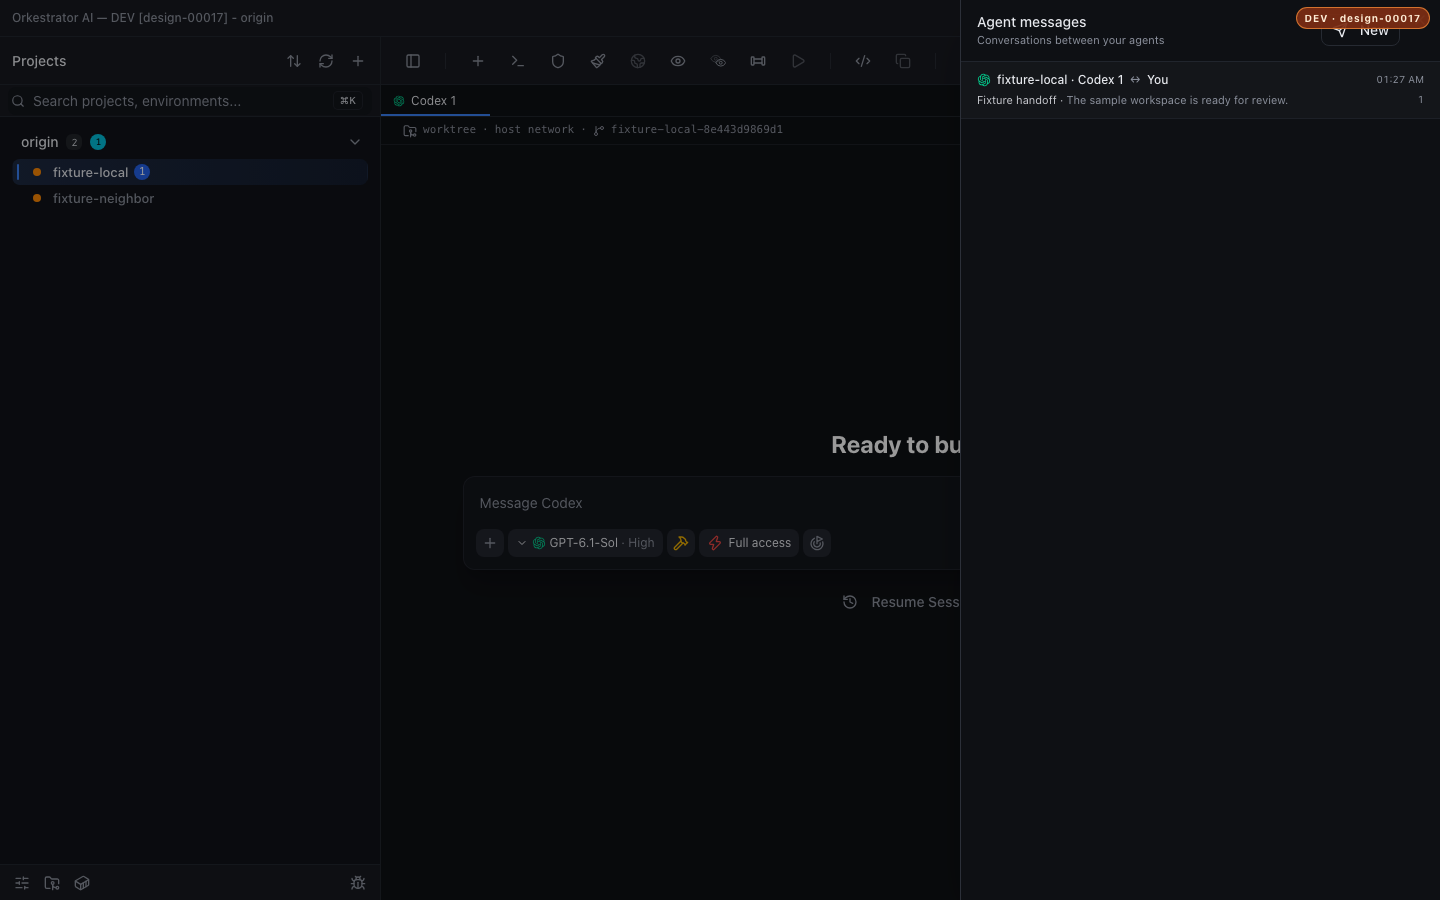 Orkestrator AI — DEV [design-00017] - origin
Projects
Search projects, environments...
⌘K
origin 2 1
fixture-local 1
fixture-neighbor
Codex 1
worktree · host network · fixture-local-8e443d9869d1
Ready to bu
Message Codex
GPT-6.1-Sol · High
Full access
Resume Sess
Agent messages
Conversations between your agents
DEV · design-00017
New
fixture-local · Codex 1 ↔ You
01:27 AM
Fixture handoff · The sample workspace is ready for review.
1